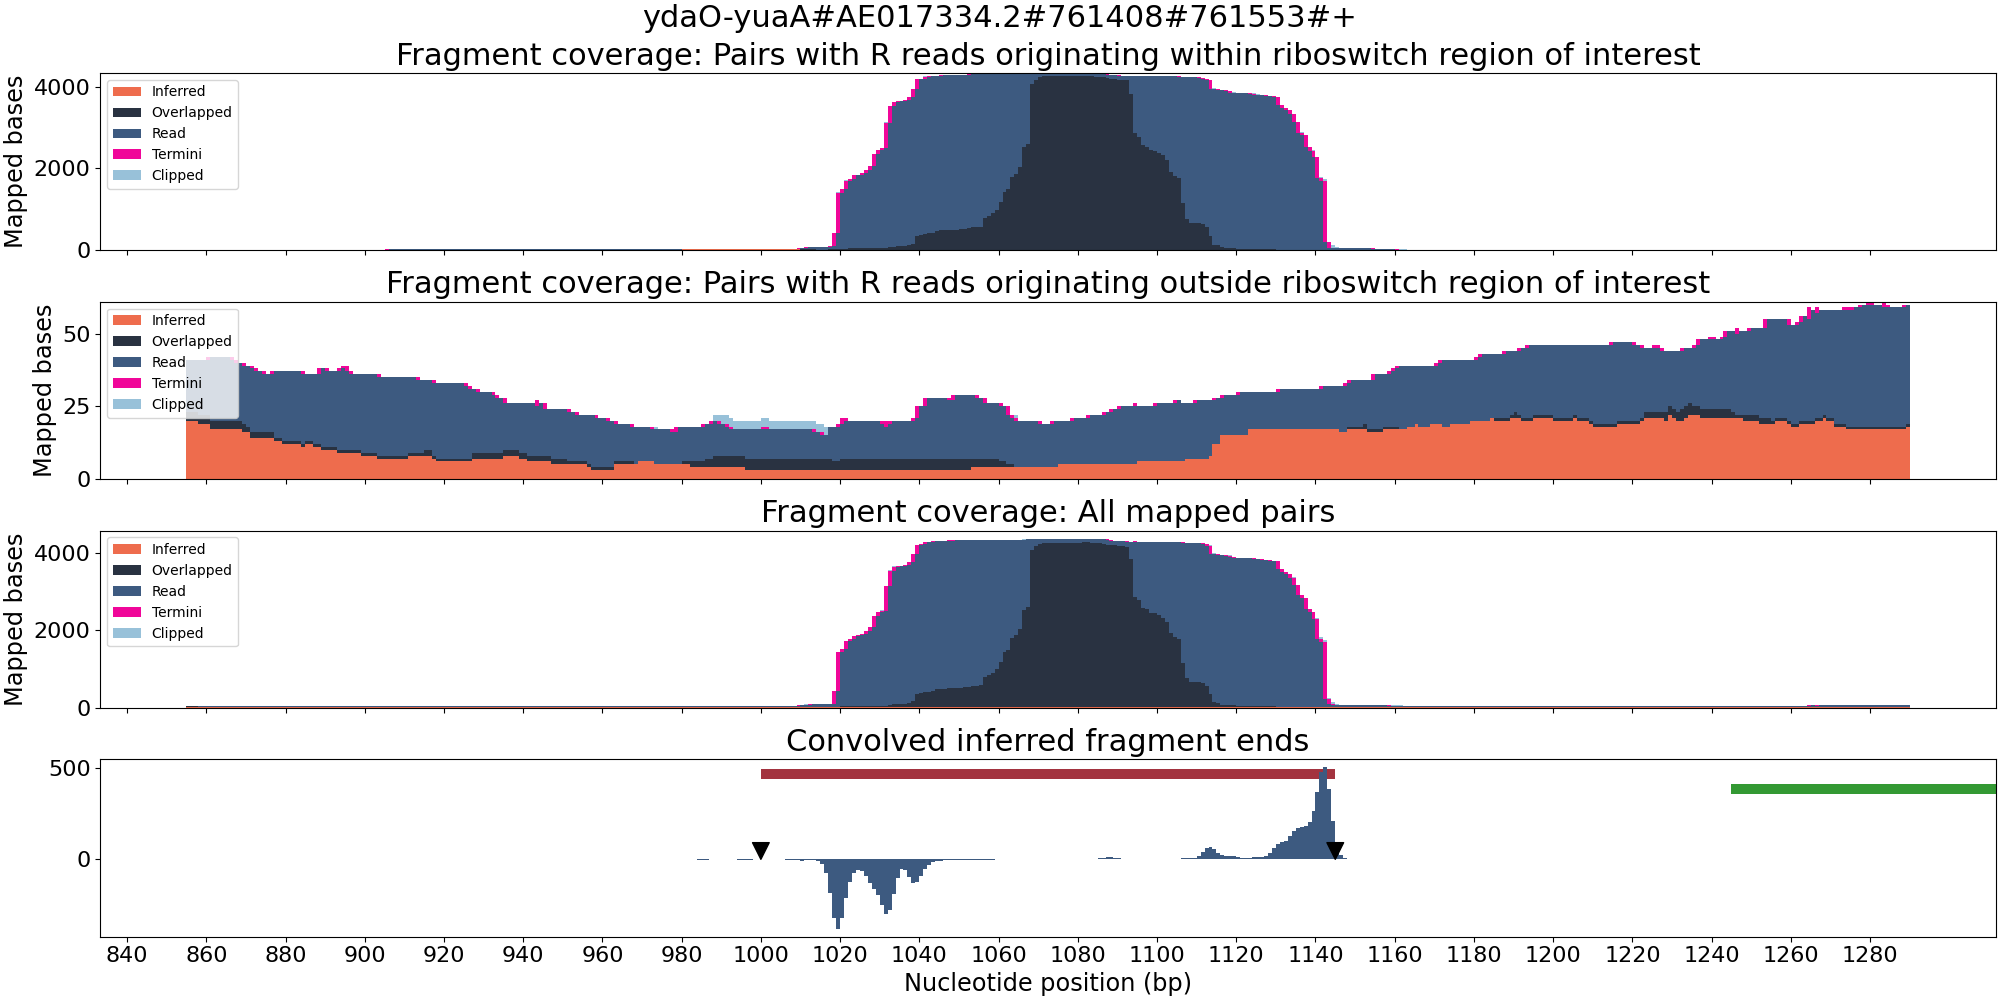 ydaO-yuaA#AE017334.2#761408#761553#+
Fragment coverage: Pairs with R reads originating within riboswitch region of interest
Mapped bases
4000
2000
0
Inferred
Overlapped
Read
Termini
Clipped
Fragment coverage: Pairs with R reads originating outside riboswitch region of interest
Mapped bases
50
25
0
Inferred
Overlapped
Read
Termini
Clipped
Fragment coverage: All mapped pairs
Mapped bases
4000
2000
0
Inferred
Overlapped
Read
Termini
Clipped
Convolved inferred fragment ends
500
0
840 860 880 900 920 940 960 980 1000 1020 1040 1060 1080 1100 1120 1140 1160 1180 1200 1220 1240 1260 1280
Nucleotide position (bp)